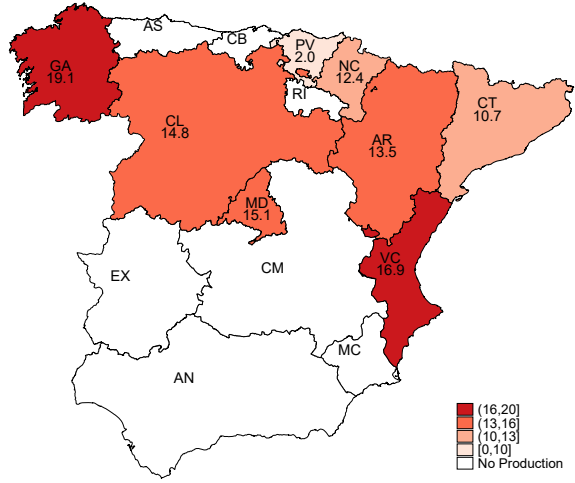 AS
CB
PV
2.0
GA
19.1
NC
12.4
RI
CT
10.7
CL
14.8
AR
13.5
MD
15.1
VC
16.9
CM
EX
MC
AN
(16,20]
(13,16]
(10,13]
[0,10]
No Production